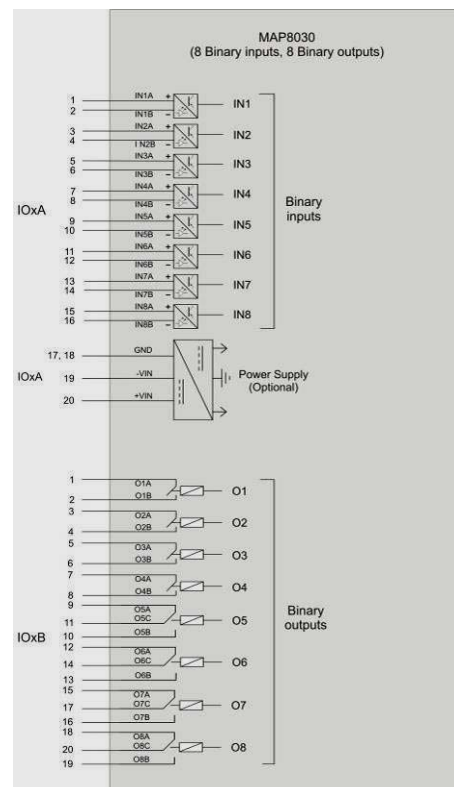 MAP8030
(8 Binary inputs, 8 Binary outputs)
1 IN1A +
2 IN1B – IN1
3 IN2A +
4 I N2B – IN2
5 IN3A +
6 IN3B – IN3
7 IN4A +
8 IN4B – IN4
9 IN5A +
10 IN5B – IN5
11 IN6A +
12 IN6B – IN6
13 IN7A +
14 IN7B – IN7
15 IN8A +
16 IN8B – IN8
IOxA
Binary
inputs
17, 18 GND
19 -VIN
20 +VIN
IOxA
Power Supply
(Optional)
1 O1A
2 O1B O1
3 O2A
4 O2B O2
5 O3A
6 O3B O3
7 O4A
8 O4B O4
9 O5A
11 O5C O5
10 O5B
12 O6A
14 O6C O6
13 O6B
15 O7A
17 O7C O7
16 O7B
18 O8A
20 O8C O8
19 O8B
IOxB
Binary
outputs